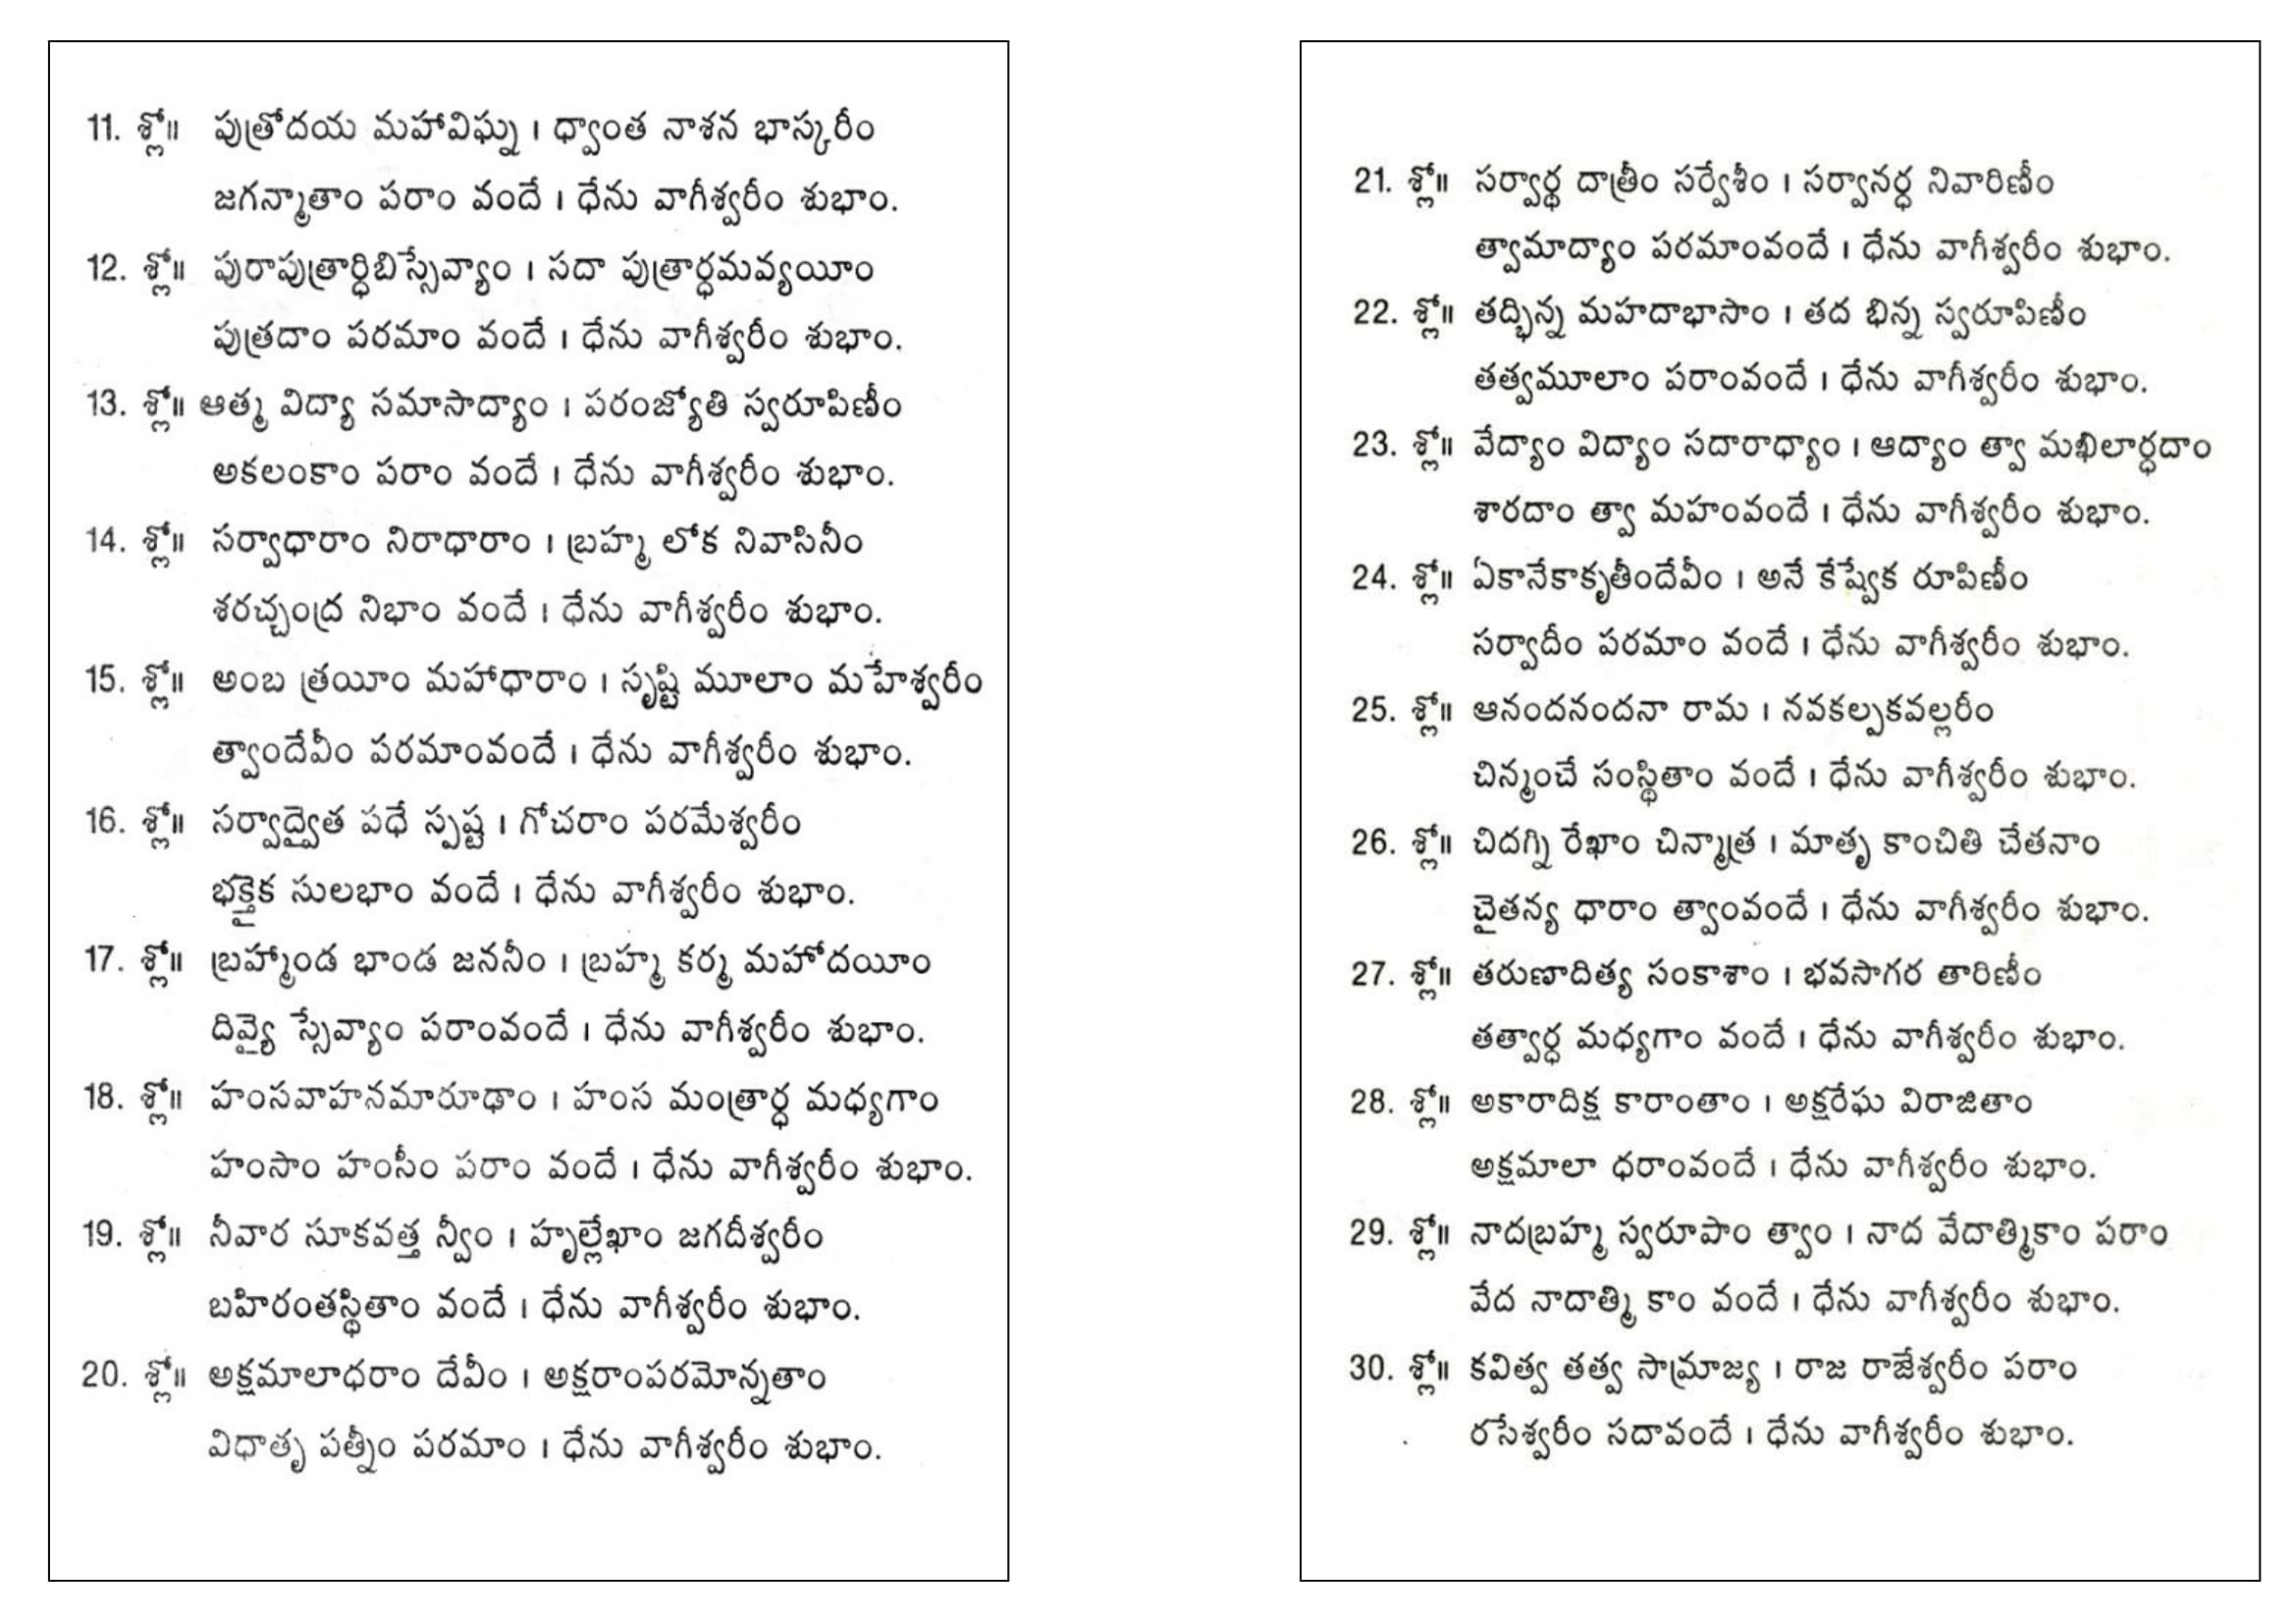 11. శ్లో॥ పుత్రోదయ మహావిఘ్న । ధ్వాంత నాశన భాస్కరీం
జగన్మాతాం పరాం వందే । ధేను వాగీశ్వరీం శుభాం.
12. శ్లో॥ పురాపుత్రార్ధిబిస్సేవ్యాం । సదా పుత్రార్ధమవ్యయీం
పుత్రదాం పరమాం వందే । ధేను వాగీశ్వరీం శుభాం.
13. శ్లో॥ ఆత్మ విద్యా సమాసాద్యాం । పరంజ్యోతి స్వరూపిణీం
అకలంకాం పరాం వందే । ధేను వాగీశ్వరీం శుభాం.
14. శ్లో॥ సర్వాధారాం నిరాధారాం । బ్రహ్మ లోక నివాసినీం
శరచ్చంద్ర నిభాం వందే । ధేను వాగీశ్వరీం శుభాం.
15. శ్లో॥ అంబ త్రయీం మహాధారాం । సృష్టి మూలాం మహేశ్వరీం
త్వాందేవీం పరమాంవందే । ధేను వాగీశ్వరీం శుభాం.
16. శ్లో॥ సర్వాద్వైత పధే స్పష్ట । గోచరాం పరమేశ్వరీం
భక్తైక సులభాం వందే । ధేను వాగీశ్వరీం శుభాం.
17. శ్లో॥ బ్రహ్మాండ భాండ జననీం । బ్రహ్మ కర్మ మహోదయీం
దివ్యై స్సేవ్యాం పరాంవందే । ధేను వాగీశ్వరీం శుభాం.
18. శ్లో॥ హంసవాహనమారూఢాం । హంస మంత్రార్ధ మధ్యగాం
హంసాం హంసీం పరాం వందే । ధేను వాగీశ్వరీం శుభాం.
19. శ్లో॥ నీవార సూకవత్త న్వీం । హృల్లేఖాం జగదీశ్వరీం
బహిరంతస్థితాం వందే । ధేను వాగీశ్వరీం శుభాం.
20. శ్లో॥ అక్షమాలాధరాం దేవీం । అక్షరాంపరమోన్నతాం
విధాతృ పత్నీం పరమాం । ధేను వాగీశ్వరీం శుభాం.
21. శ్లో॥ సర్వార్థ దాత్రీం సర్వేశీం । సర్వానర్ధ నివారిణీం
త్వామాద్యాం పరమాంవందే । ధేను వాగీశ్వరీం శుభాం.
22. శ్లో॥ తద్భిన్న మహదాభాసాం । తద భిన్న స్వరూపిణీం
తత్వమూలాం పరాంవందే । ధేను వాగీశ్వరీం శుభాం.
23. శ్లో॥ వేద్యాం విద్యాం సదారాధ్యాం । ఆద్యాం త్వా మఖిలార్ధదాం
శారదాం త్వా మహంవందే । ధేను వాగీశ్వరీం శుభాం.
24. శ్లో॥ ఏకానేకాకృతీందేవీం । అనే కేష్వేక రూపిణీం
సర్వాదీం పరమాం వందే । ధేను వాగీశ్వరీం శుభాం.
25. శ్లో॥ ఆనందనందనా రామ । నవకల్పకవల్లరీం
చిన్మంచే సంస్థితాం వందే । ధేను వాగీశ్వరీం శుభాం.
26. శ్లో॥ చిదగ్ని రేఖాం చిన్మాత్ర । మాతృ కాంచితి చేతనాం
చైతన్య ధారాం త్వాంవందే । ధేను వాగీశ్వరీం శుభాం.
27. శ్లో॥ తరుణాదిత్య సంకాశాం । భవసాగర తారిణీం
తత్వార్ధ మధ్యగాం వందే । ధేను వాగీశ్వరీం శుభాం.
28. శ్లో॥ అకారాదిక్ష కారాంతాం । అక్షరేఘ విరాజితాం
అక్షమాలా ధరాంవందే । ధేను వాగీశ్వరీం శుభాం.
29. శ్లో॥ నాదబ్రహ్మ స్వరూపాం త్వాం । నాద వేదాత్మికాం పరాం
వేద నాదాత్మి కాం వందే । ధేను వాగీశ్వరీం శుభాం.
30. శ్లో॥ కవిత్వ తత్వ సామ్రాజ్య । రాజ రాజేశ్వరీం పరాం
రసేశ్వరీం సదావందే । ధేను వాగీశ్వరీం శుభాం.